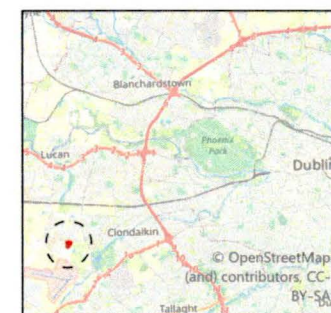 Blanchardstown
Phoenix
Park
Lucan
Dubli
Clondalkin
© OpenStreetMap
(and) contributors, CC-
BY-SA
Tallaght